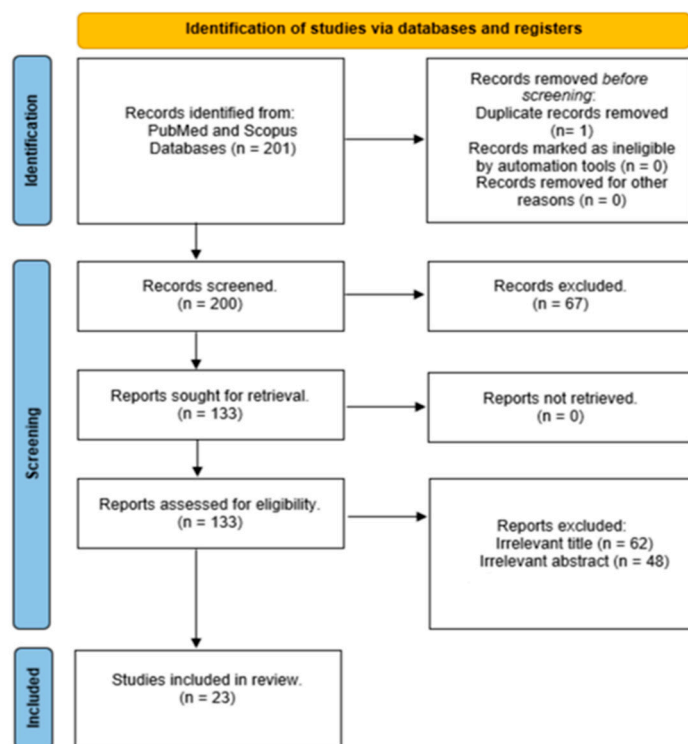 Identification of studies via databases and registers
Identification
Records identified from:
PubMed and Scopus
Databases (n = 201)
Records removed before
screening:
Duplicate records removed
(n= 1)
Records marked as ineligible
by automation tools (n = 0)
Records removed for other
reasons (n = 0)
Screening
Records screened.
(n = 200)
Records excluded.
(n = 67)
Reports sought for retrieval.
(n = 133)
Reports not retrieved.
(n = 0)
Reports assessed for eligibility.
(n = 133)
Reports excluded:
Irrelevant title (n = 62)
Irrelevant abstract (n = 48)
Included
Studies included in review.
(n = 23)